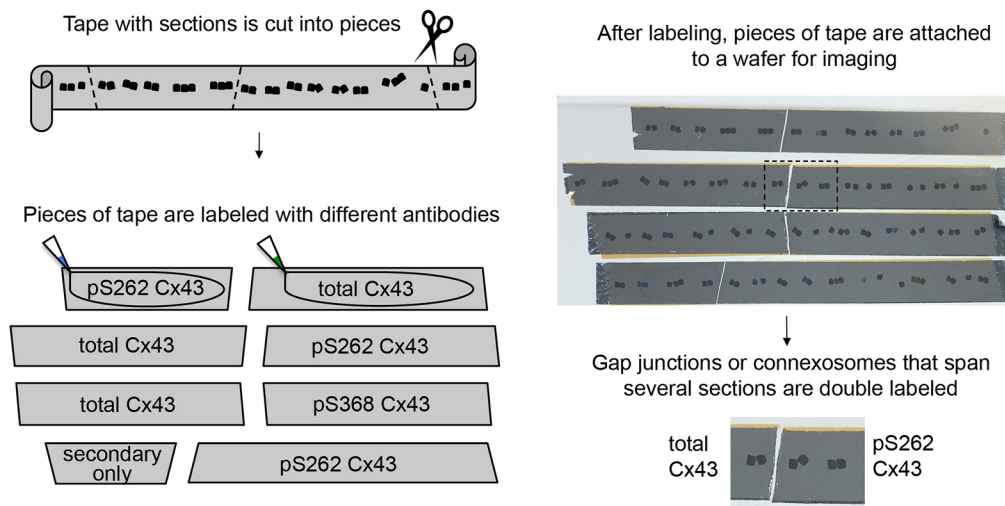 Tape with sections is cut into pieces
Pieces of tape are labeled with different antibodies
pS262 Cx43
total Cx43
total Cx43
pS262 Cx43
total Cx43
pS368 Cx43
secondary
only
pS262 Cx43
After labeling, pieces of tape are attached
to a wafer for imaging
Gap junctions or connexosomes that span
several sections are double labeled
total
Cx43
pS262
Cx43